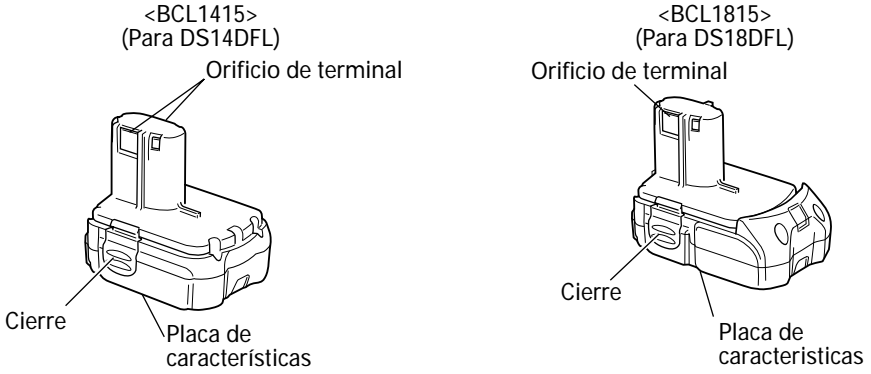 <BCL1415>
(Para DS14DFL)
Orificio de terminal
Cierre
Placa de
características
<BCL1815>
(Para DS18DFL)
Orificio de terminal
Cierre
Placa de
caracteristicas